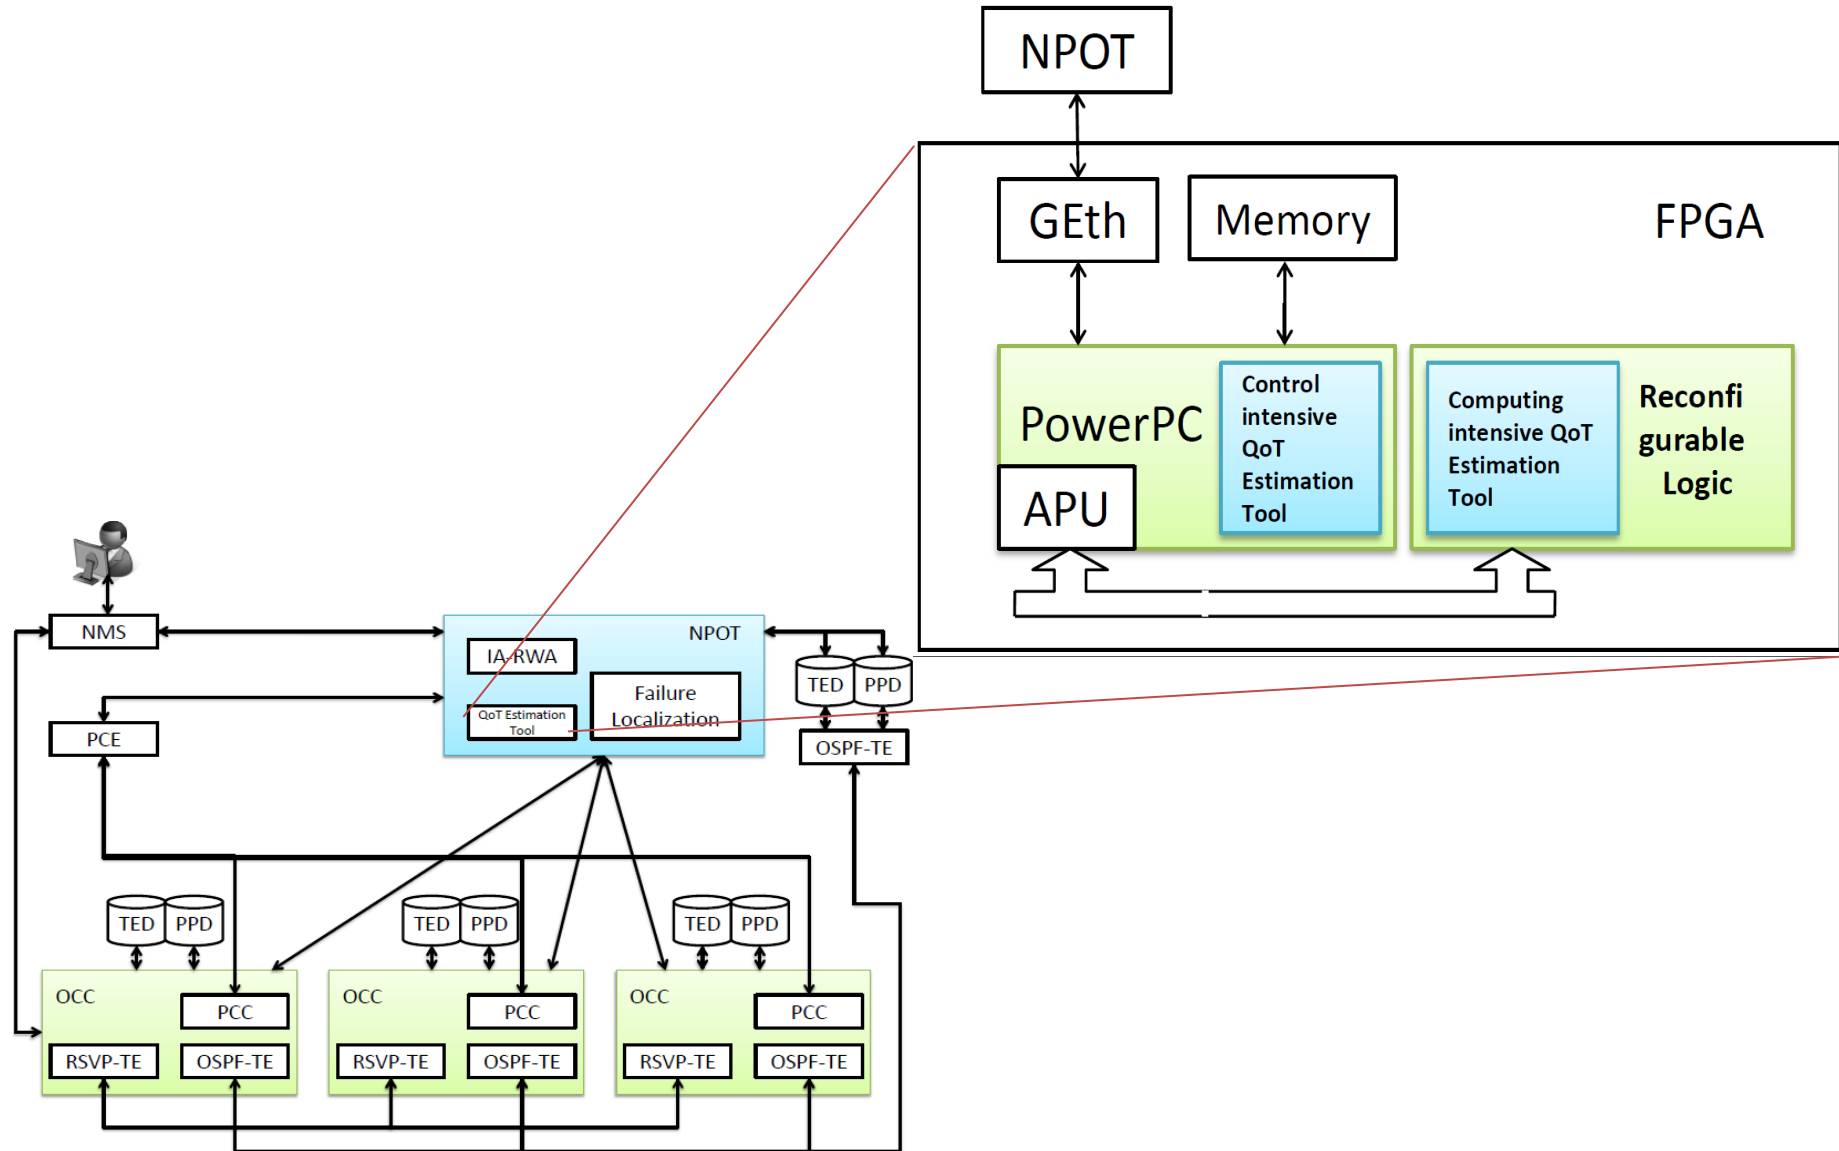 NPOT
GEth
Memory
FPGA
PowerPC
Control
intensive
QoT
Estimation
Tool
APU
Computing
intensive QoT
Estimation
Tool
Reconfi
gurable
Logic
NMS
NPOT
IA-RWA
Failure
Localization
QoT Estimation
Tool
PCE
TED
PPD
OSPF-TE
TED
PPD
OCC
PCC
RSVP-TE
OSPF-TE
TED
PPD
OCC
PCC
RSVP-TE
OSPF-TE
TED
PPD
OCC
PCC
RSVP-TE
OSPF-TE